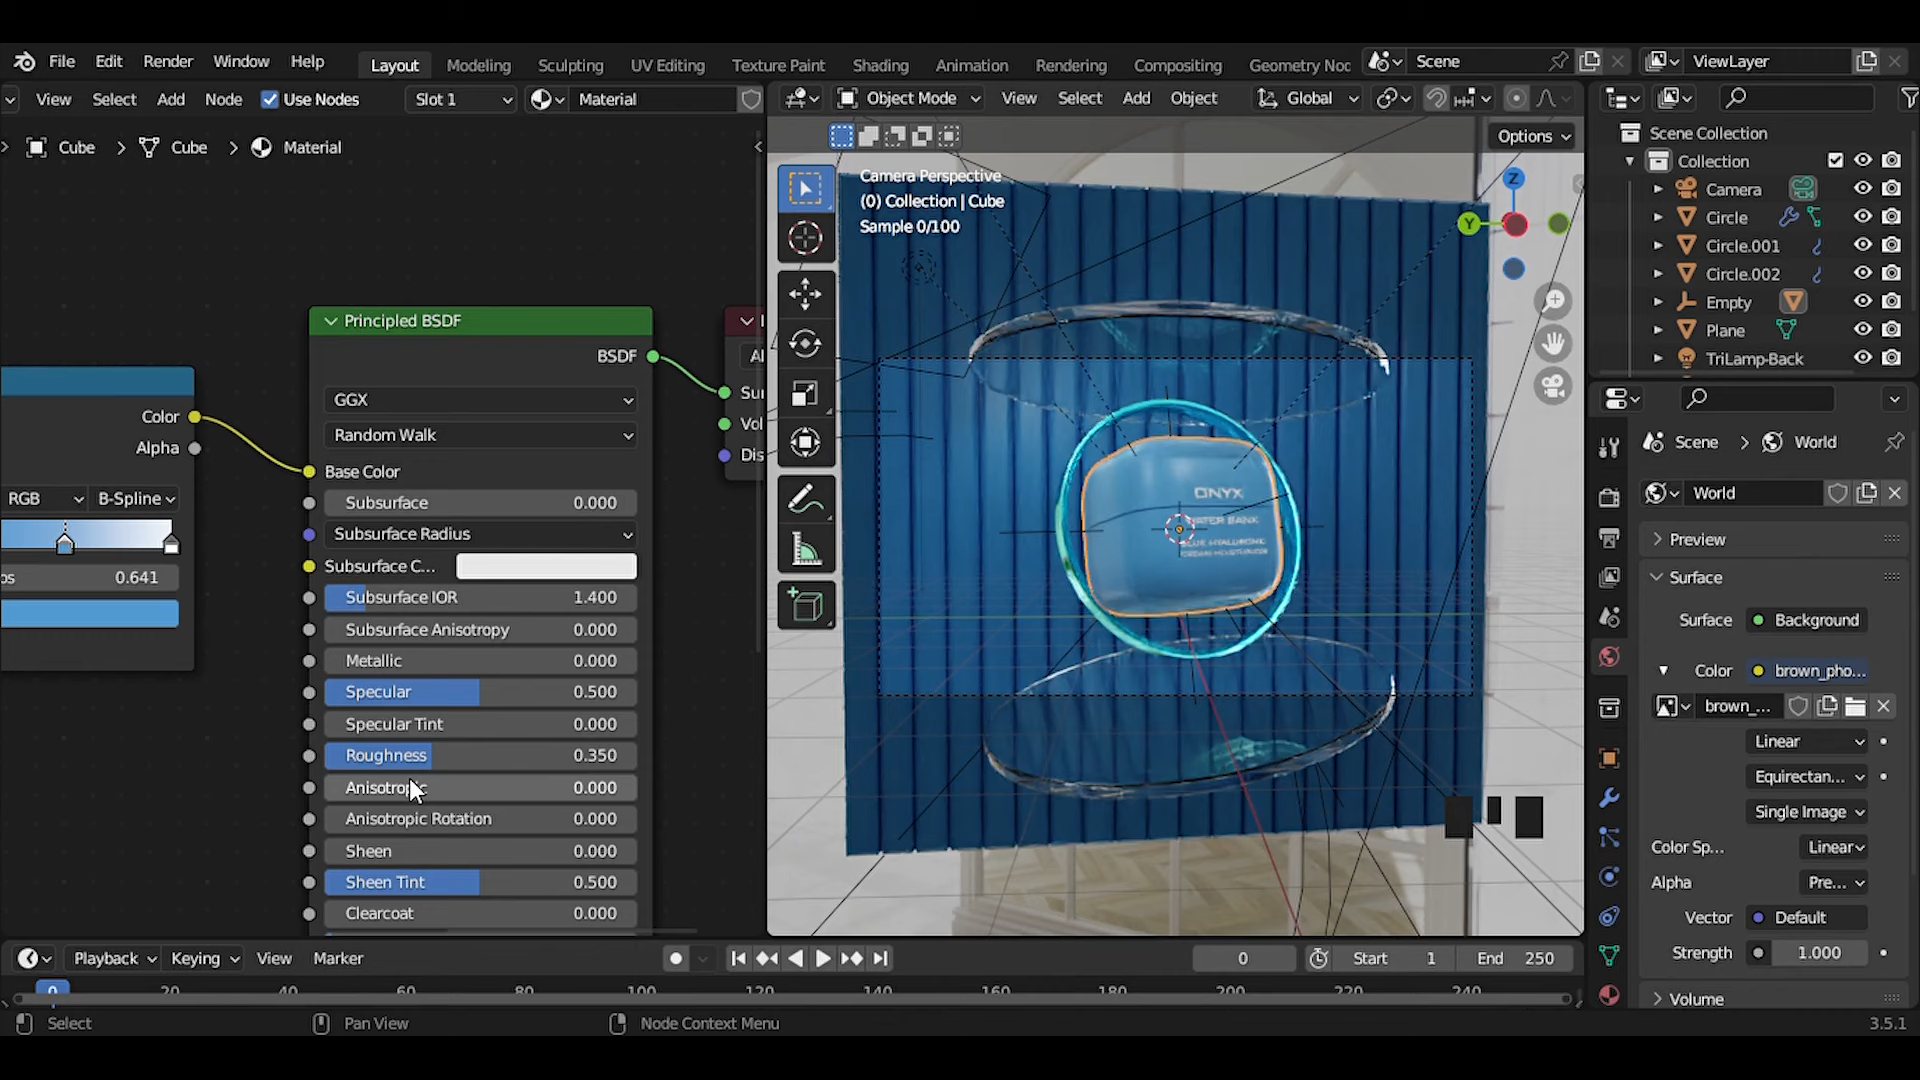 File Edit Render Window Help Layout Modeling Sculpting UV Editing Texture Paint Shading Animation Rendering Compositing Geometry Noc Scene ViewLayer
View Select Add Node Use Nodes Slot 1 Material
Object Mode View Select Add Object Global
Options
Cube Cube Material
Camera Perspective
(0) Collection | Cube
Sample 0/100
Z
Y
ONYX
WATER BANK
BLUE HYALURONIC
Color
Alpha
RGB B-Spline
0.641
Principled BSDF
BSDF
GGX
Random Walk
Base Color
Subsurface 0.000
Subsurface Radius
Subsurface C...
Subsurface IOR 1.400
Subsurface Anisotropy 0.000
Metallic 0.000
Specular 0.500
Specular Tint 0.000
Roughness 0.350
Anisotropic 0.000
Anisotropic Rotation 0.000
Sheen 0.000
Sheen Tint 0.500
Clearcoat 0.000
Al
Sur
Vol
Dis
Scene Collection
Collection
Camera
Circle
Circle.001
Circle.002
Empty
Plane
TriLamp-Back
Scene World
World
Preview
Surface
Surface Background
Color brown_pho...
brown_...
Linear
Equirectan...
Single Image
Color Sp... Linear
Alpha Pre...
Vector Default
Strength 1.000
Volume
Playback Keying View Marker 0 Start 1 End 250
0 20 40 60 80 100 120 140 160 180 200 220 240
Select Pan View Node Context Menu 3.5.1